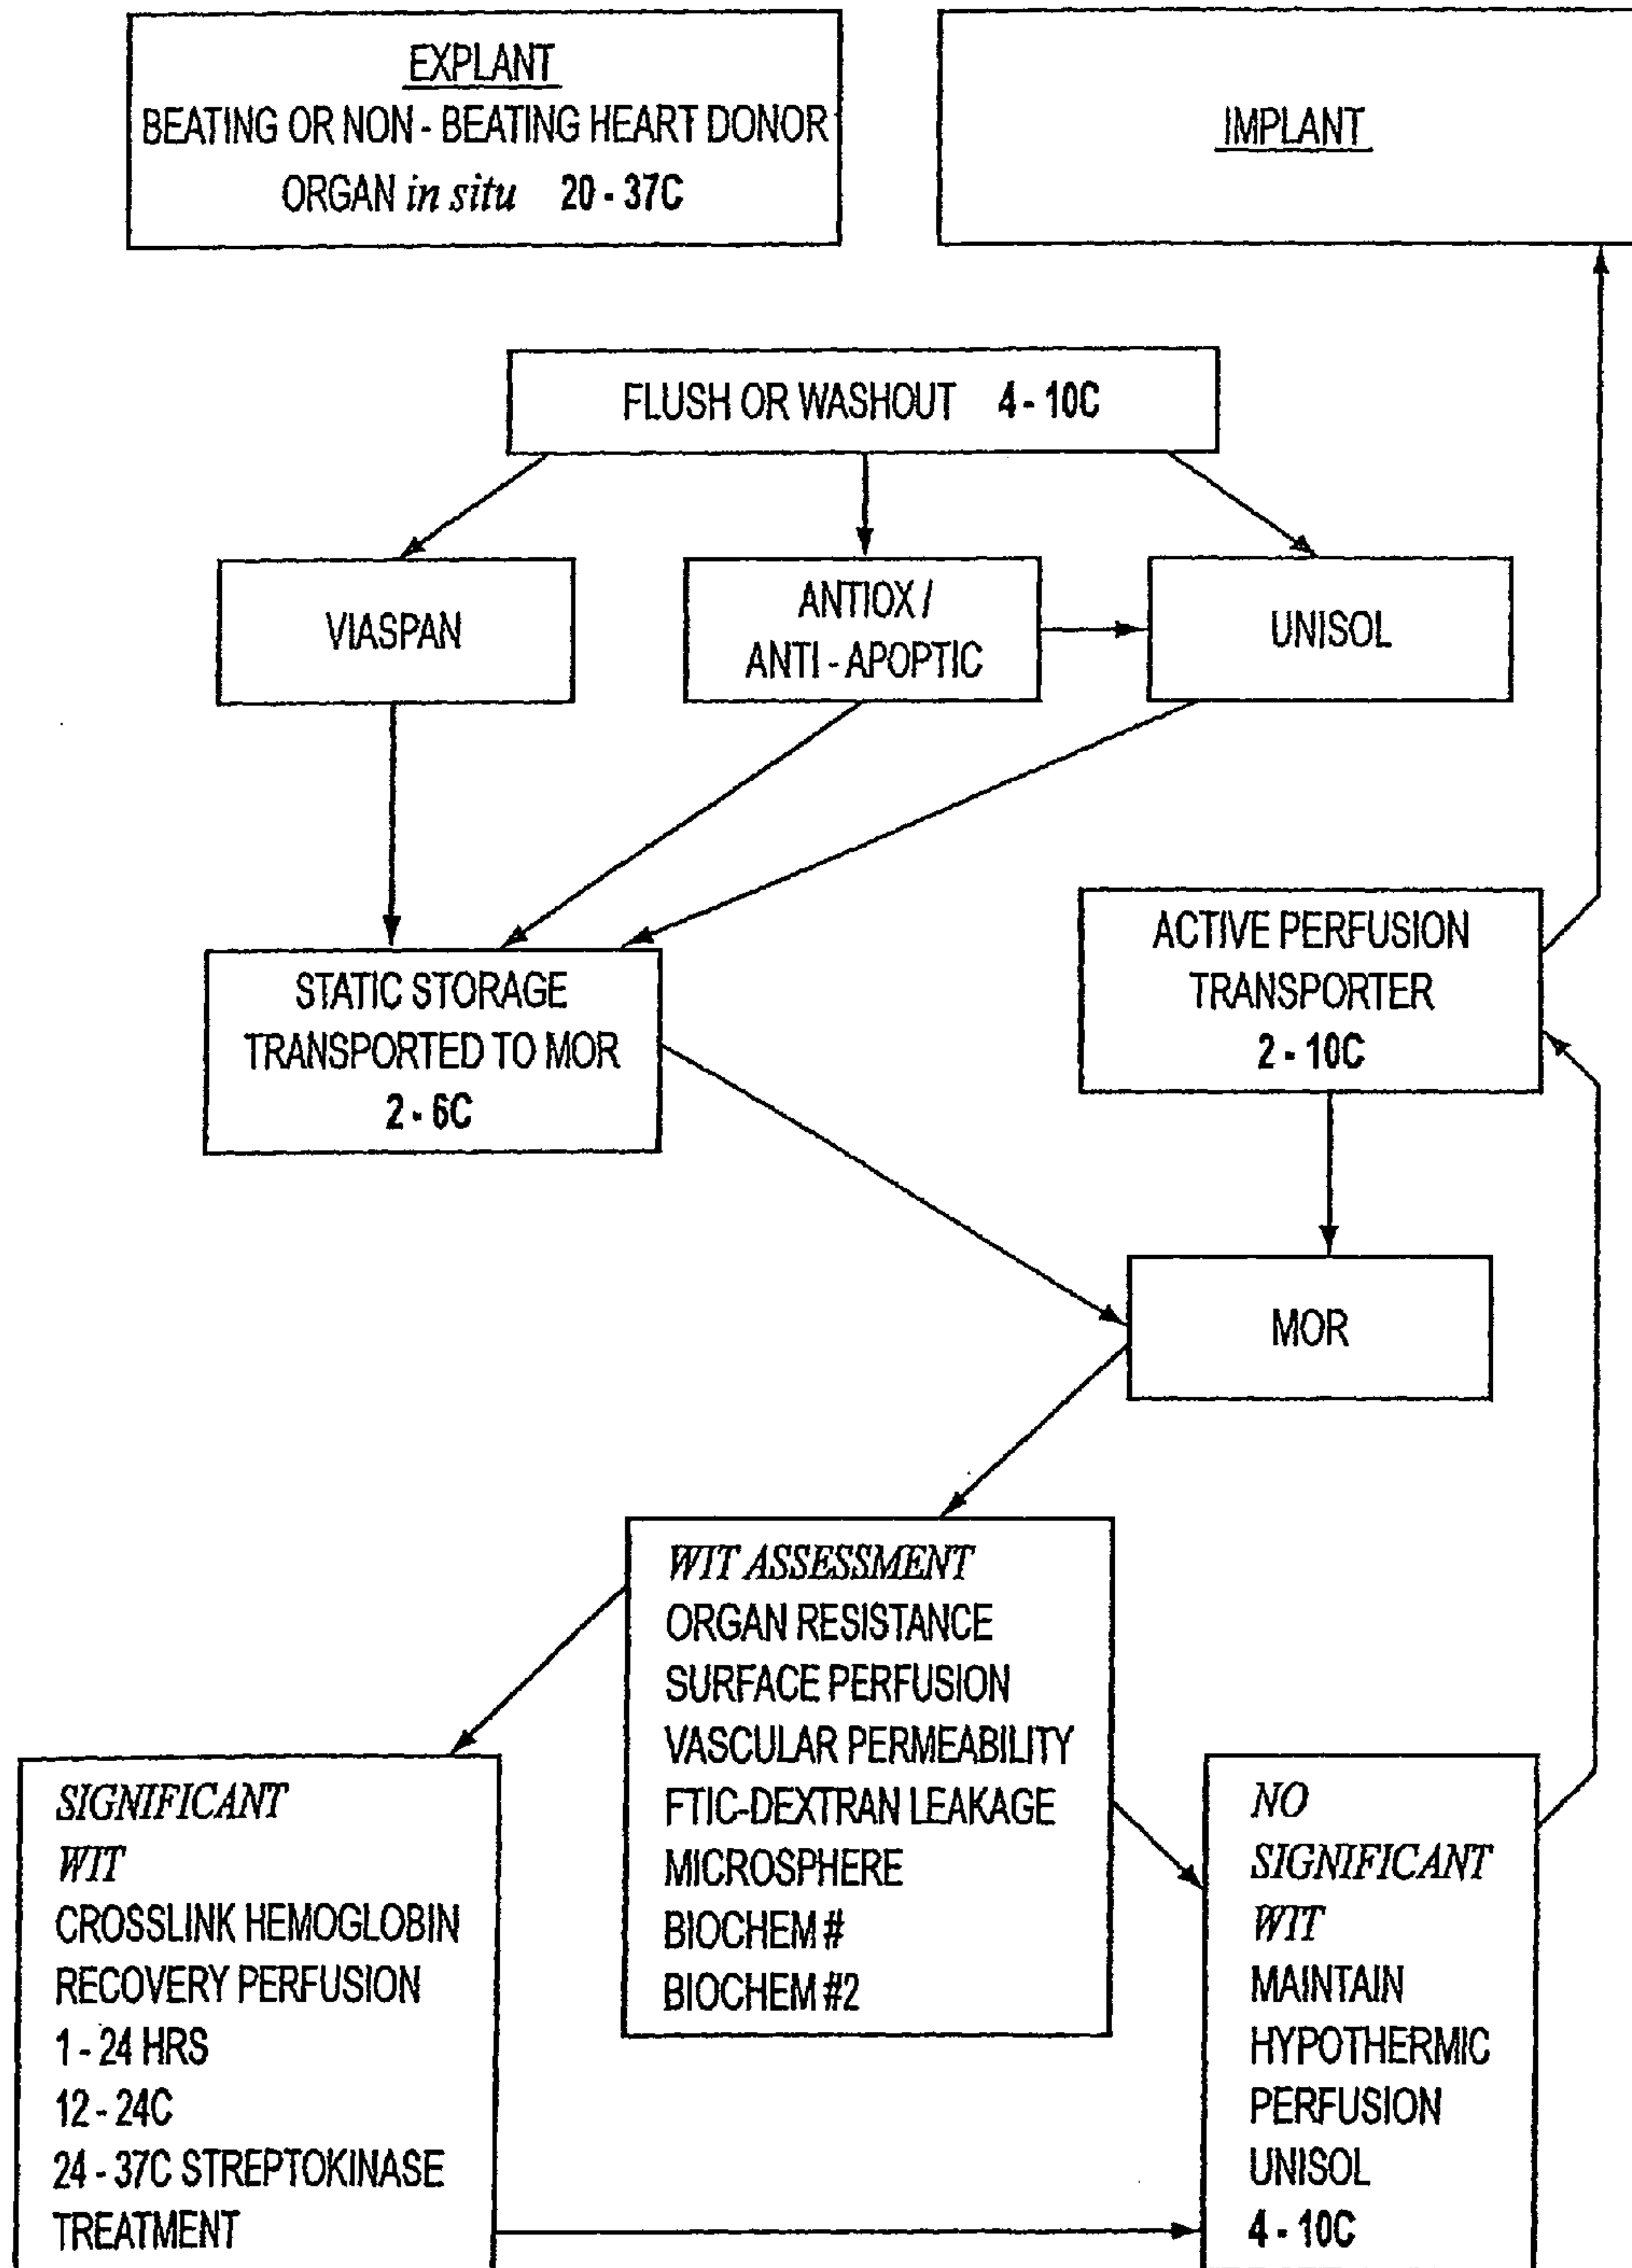 EXPLANT
BEATING OR NON - BEATING HEART DONOR
ORGAN in situ 20 - 37C
IMPLANT
FLUSH OR WASHOUT 4 - 10C
VIASPAN
ANTIOX /
ANTI - APOPTIC
UNISOL
STATIC STORAGE
TRANSPORTED TO MOR
2 - 6C
ACTIVE PERFUSION
TRANSPORTER
2 - 10C
MOR
WIT ASSESSMENT
ORGAN RESISTANCE
SURFACE PERFUSION
VASCULAR PERMEABILITY
FTIC-DEXTRAN LEAKAGE
MICROSPHERE
BIOCHEM #
BIOCHEM #2
SIGNIFICANT
WIT
CROSSLINK HEMOGLOBIN
RECOVERY PERFUSION
1 - 24 HRS
12 - 24C
24 - 37C STREPTOKINASE
TREATMENT
NO
SIGNIFICANT
WIT
MAINTAIN
HYPOTHERMIC
PERFUSION
UNISOL
4 - 10C